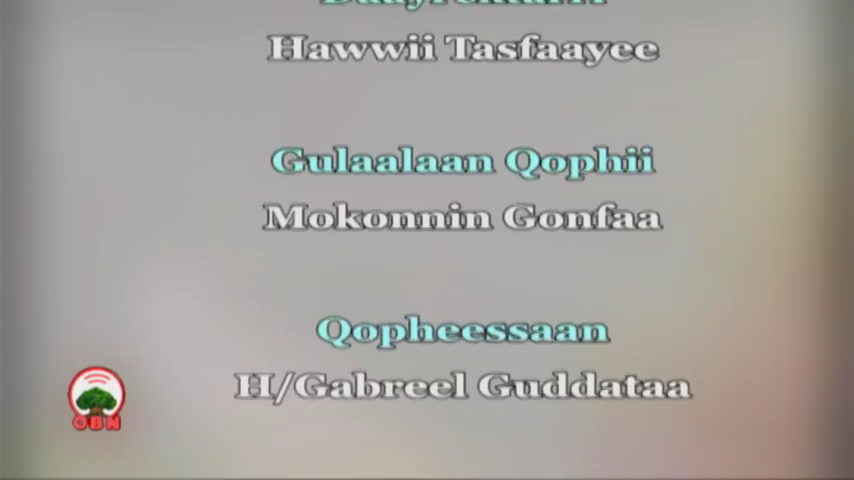 Hawwii Tasfaayee
Gulaalaan Qophii
Mokonnin Gonfaa
Qopheessaan
H/Gabreel Guddataa
OBN